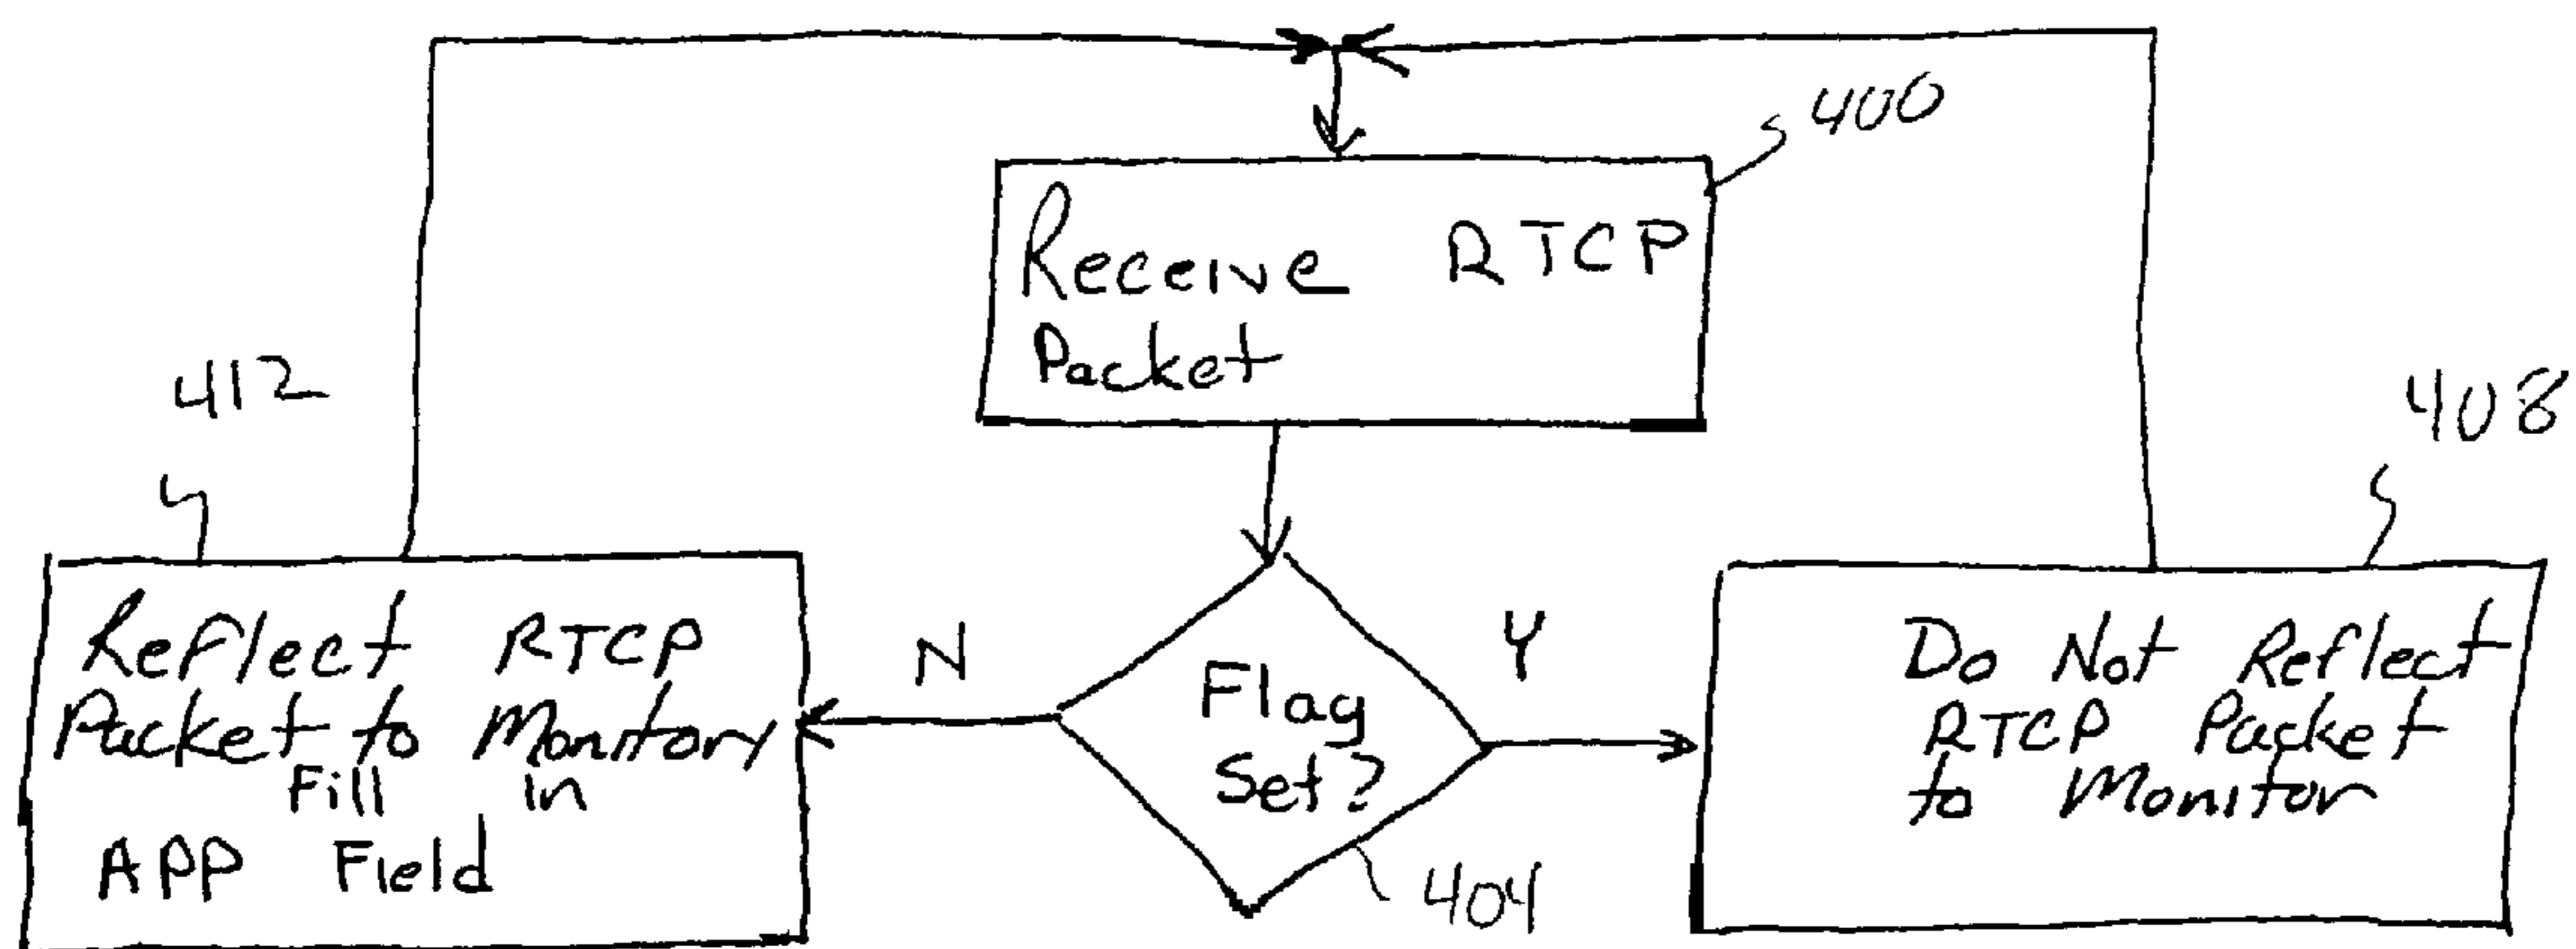 400
Receive RTCP
Packet
412
408
Reflect RTCP
Packet to Monitor,
Fill in
APP Field
N
Flag
Set?
Y
404
Do Not Reflect
RTCP Packet
to Monitor